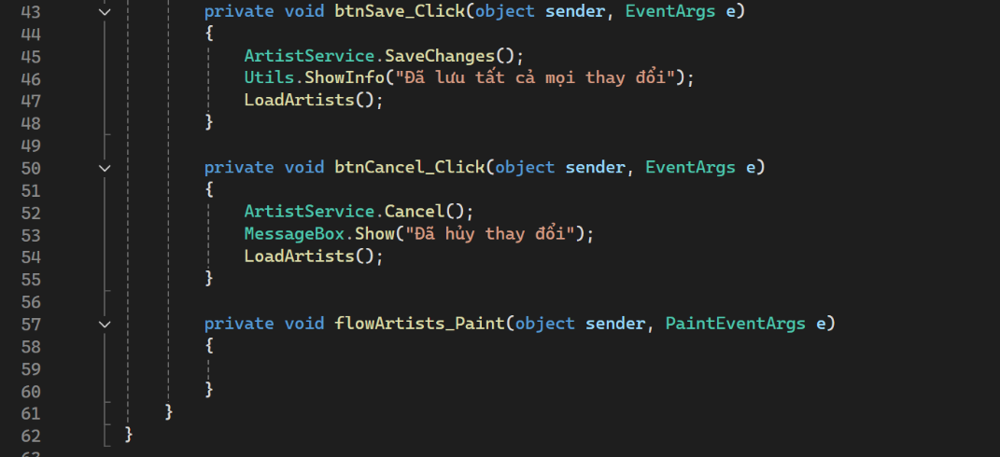 43 private void btnSave_Click(object sender, EventArgs e)
44 {
45 ArtistService.SaveChanges();
46 Utils.ShowInfo("Đã lưu tất cả mọi thay đổi");
47 LoadArtists();
48 }
49
50 private void btnCancel_Click(object sender, EventArgs e)
51 {
52 ArtistService.Cancel();
53 MessageBox.Show("Đã hủy thay đổi");
54 LoadArtists();
55 }
56
57 private void flowArtists_Paint(object sender, PaintEventArgs e)
58 {
59
60 }
61 }
62 }